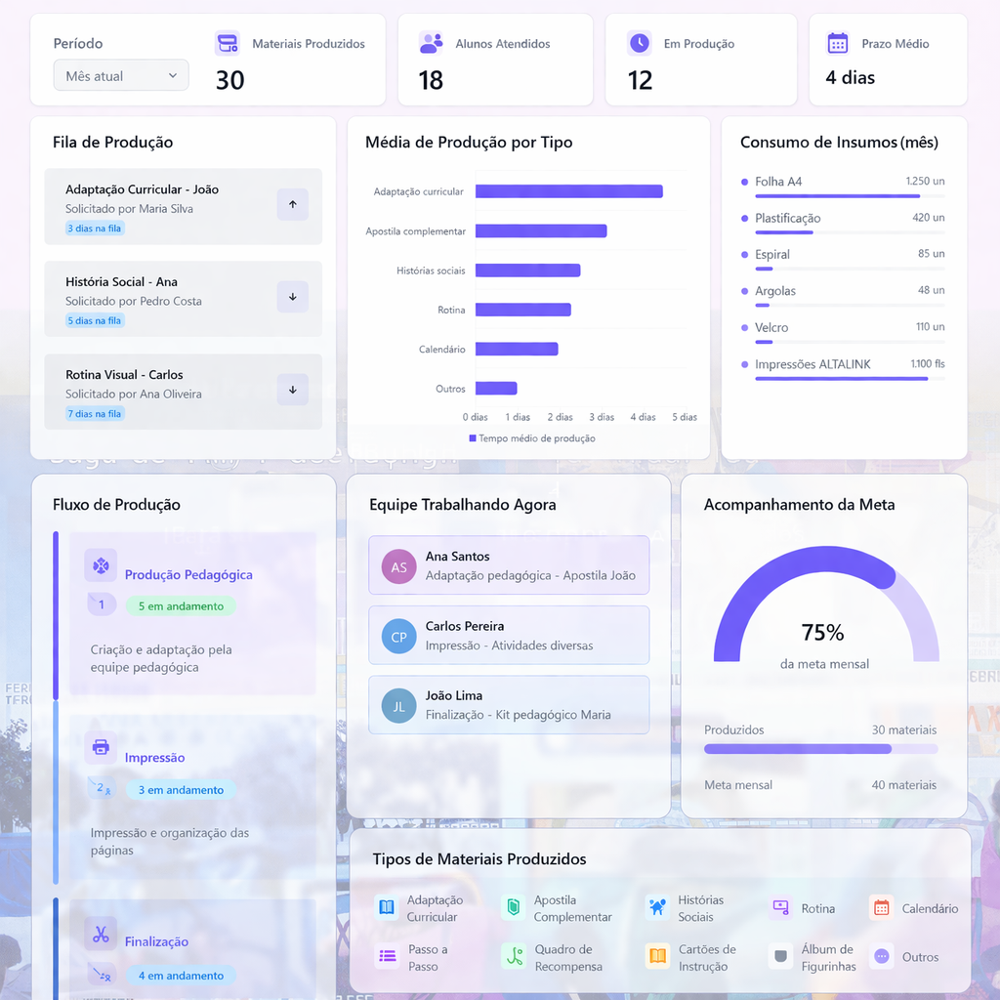 Período
Mês atual
Materiais Produzidos
30
Alunos Atendidos
18
Em Produção
12
Prazo Médio
4 dias
Fila de Produção
Adaptação Curricular - João
Solicitado por Maria Silva
3 dias na fila
História Social - Ana
Solicitado por Pedro Costa
5 dias na fila
Rotina Visual - Carlos
Solicitado por Ana Oliveira
7 dias na fila
Média de Produção por Tipo
Adaptação curricular
Apostila complementar
Histórias sociais
Rotina
Calendário
Outros
0 dias 1 dias 2 dias 3 dias 4 dias 5 dias
Tempo médio de produção
Consumo de Insumos (mês)
Folha A4 1.250 un
Plastificação 420 un
Espiral 85 un
Argolas 48 un
Velcro 110 un
Impressões ALTALINK 1.100 fls
Fluxo de Produção
Produção Pedagógica
1
5 em andamento
Criação e adaptação pela
equipe pedagógica
Impressão
2
3 em andamento
Impressão e organização das
páginas
Finalização
4 em andamento
Equipe Trabalhando Agora
AS
Ana Santos
Adaptação pedagógica - Apostila João
CP
Carlos Pereira
Impressão - Atividades diversas
JL
João Lima
Finalização - Kit pedagógico Maria
Acompanhamento da Meta
75%
da meta mensal
Produzidos 30 materiais
Meta mensal 40 materiais
Tipos de Materiais Produzidos
Adaptação
Curricular
Apostila
Complementar
Histórias
Sociais
Rotina
Calendário
Passo a
Passo
Quadro de
Recompensa
Cartões de
Instrução
Álbum de
Figurinhas
Outros